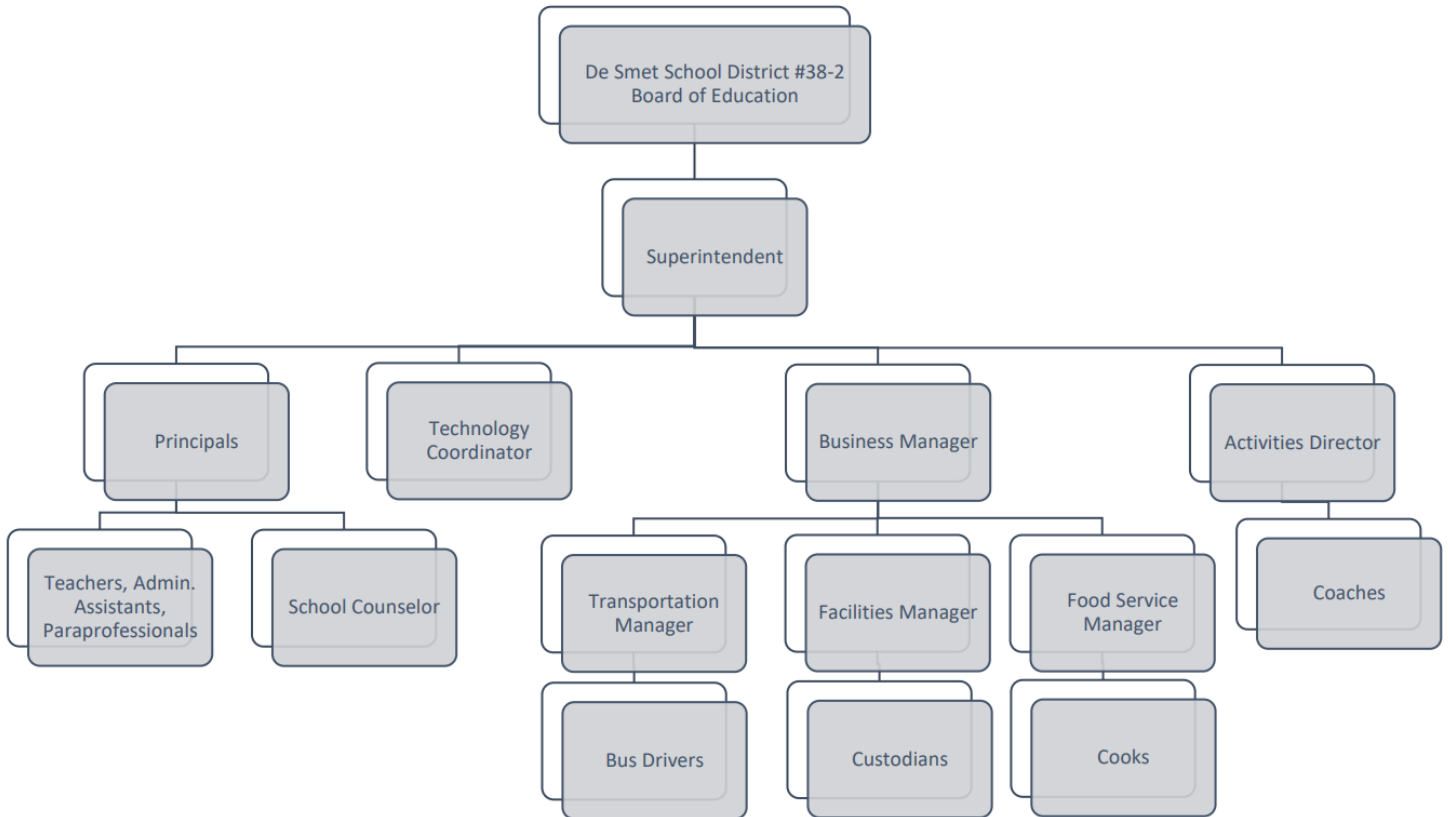 De Smet School District #38-2
Board of Education
Superintendent
Principals
Technology
Coordinator
Business Manager
Activities Director
Teachers, Admin.
Assistants,
Paraprofessionals
School Counselor
Transportation
Manager
Facilities Manager
Food Service
Manager
Coaches
Bus Drivers
Custodians
Cooks